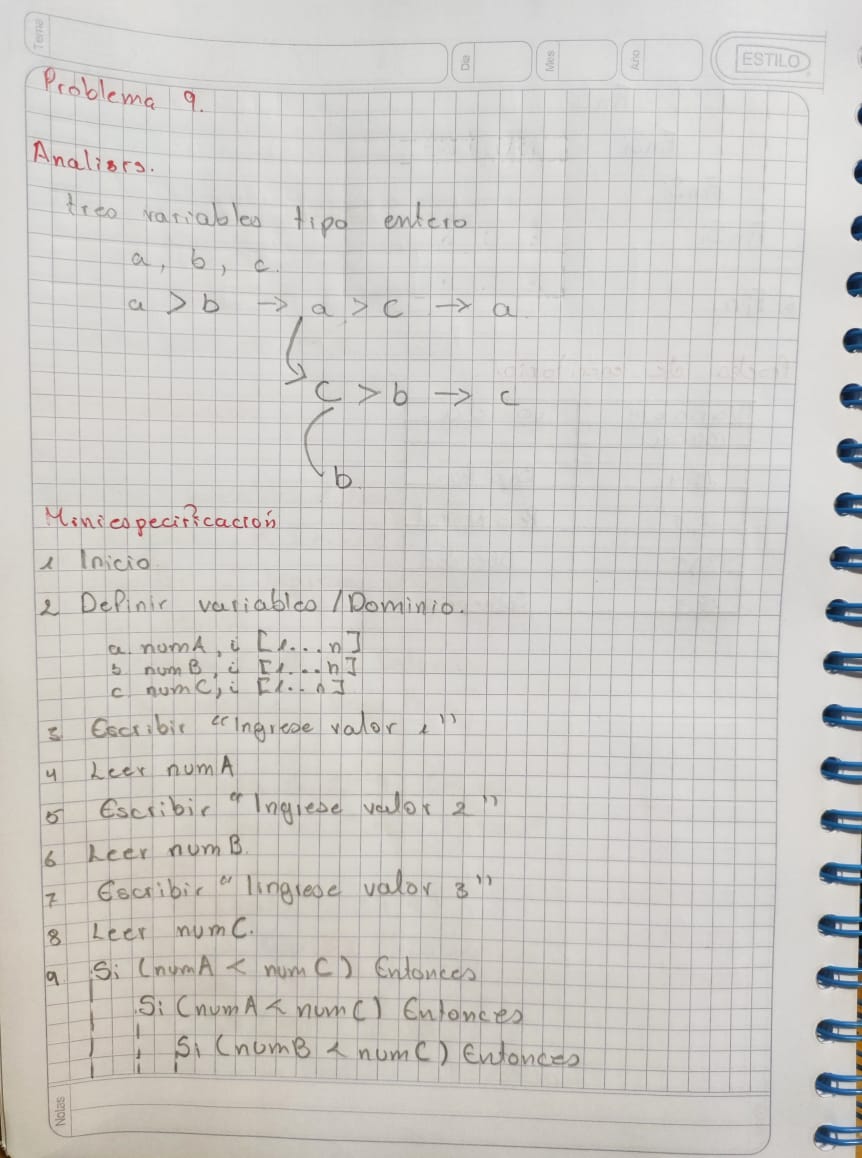 Tema
Dia
Mes
Año
ESTILO
Problema 9.
Analisis.
tres variables tipo entero
a, b, c.
a > b → a > c → a
c > b → c
b
Miniespecificación
1 Inicio
2 Definir variables / Dominio.
a. numA, i [1...n]
b numB, i [1...n]
c numC, i [1..n]
3 Escribir "Ingrese valor 1"
4 Leer numA
5 Escribir "Ingrese valor 2"
6 Leer numB.
7 Escribir "Iingrese valor 3"
8 Leer numC.
9 Si (numA < numC) Entonces
Si (numA < numC) Entonces
Si (numB < numC) Entonces
Notas